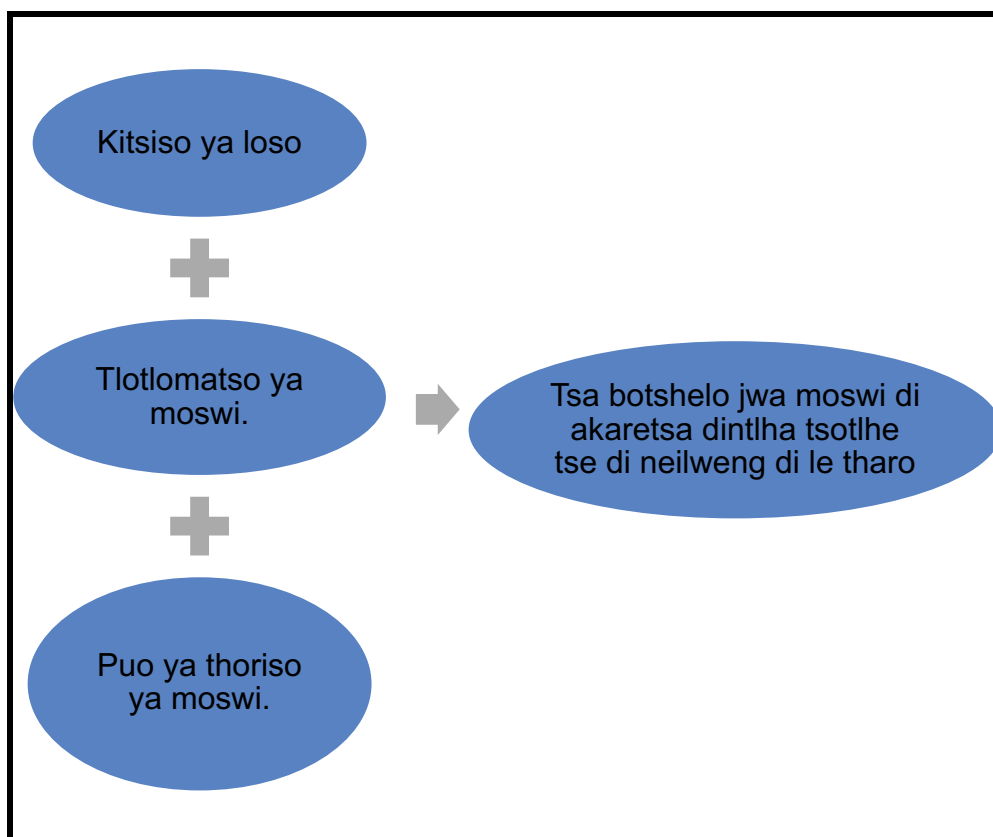 Kitsiso ya loso
Tlotlomatso ya
moswi.
Tsa botshelo jwa moswi di
akaretsa dintlha tsotlhe
tse di neilweng di le tharo
Puo ya thoriso
ya moswi.